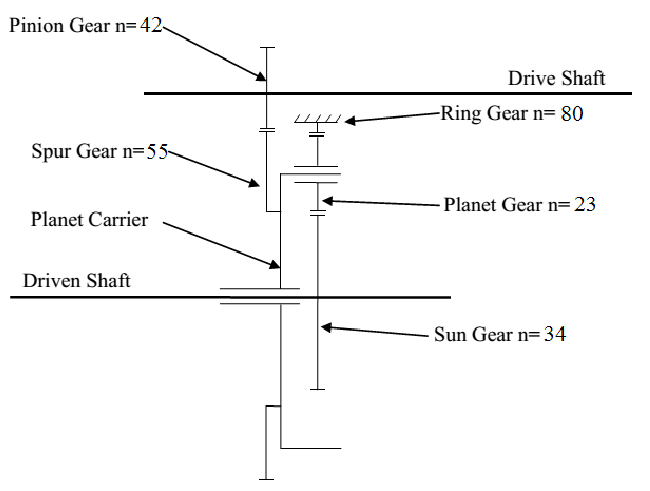 Pinion Gear n= 42
Drive Shaft
Ring Gear n= 80
Spur Gear n=55
Planet Gear n= 23
Planet Carrier
Driven Shaft
Sun Gear n= 34